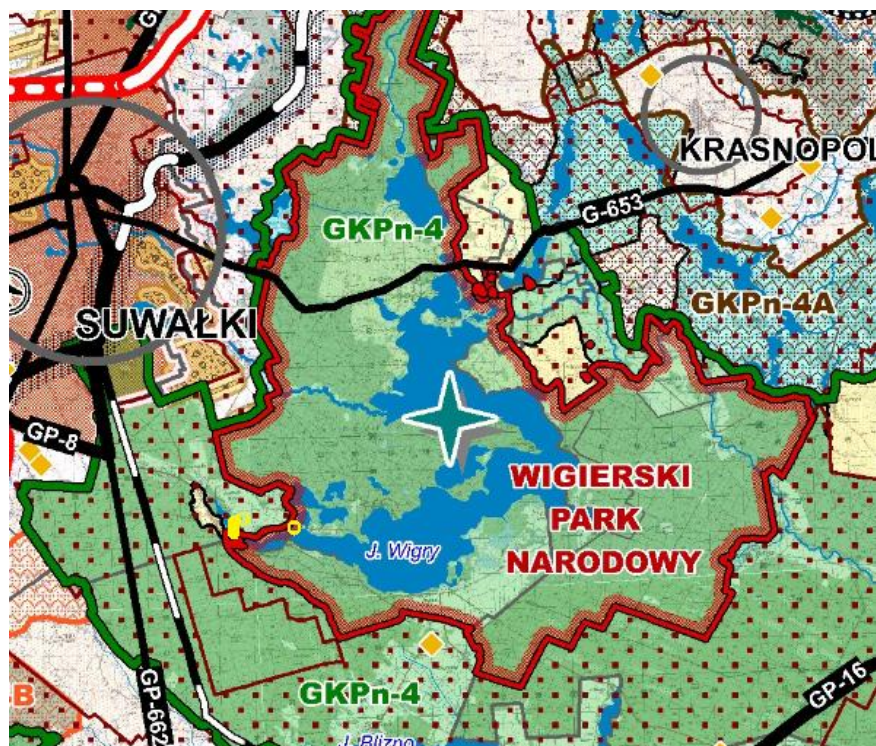 G
KRASNOPOL
G-653
GKPn-4
GKPn-4A
SUWAŁKI
GP-8
WIGIERSKI
PARK
NARODOWY
J. Wigry
GKPn-4
GP-16
GP-662
B
J. Blizno